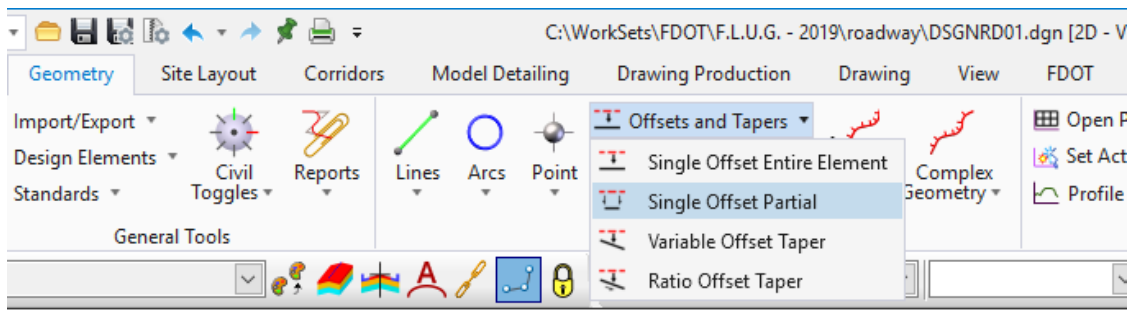 C:\WorkSets\FDOT\F.L.U.G. - 2019\roadway\DSGNRD01.dgn [2D - V
Geometry Site Layout Corridors Model Detailing Drawing Production Drawing View FDOT
Import/Export
Design Elements
Standards
Civil
Toggles
Reports
Lines
Arcs
Point
Offsets and Tapers
Single Offset Entire Element
Single Offset Partial
Variable Offset Taper
Ratio Offset Taper
Complex
Geometry
Open P
Set Act
Profile
General Tools